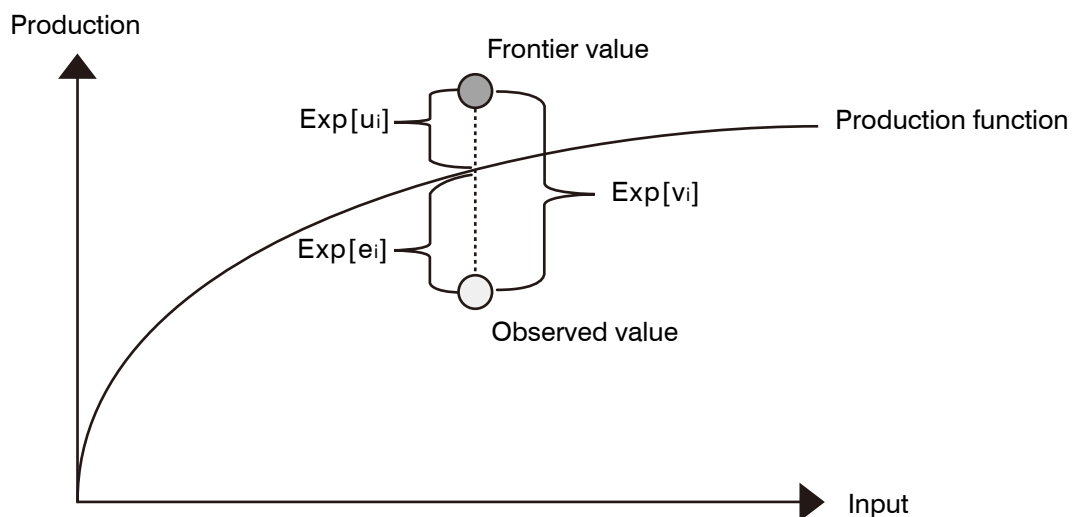 Production
Frontier value
Exp[ui]
Production function
Exp[vi]
Exp[ei]
Observed value
Input